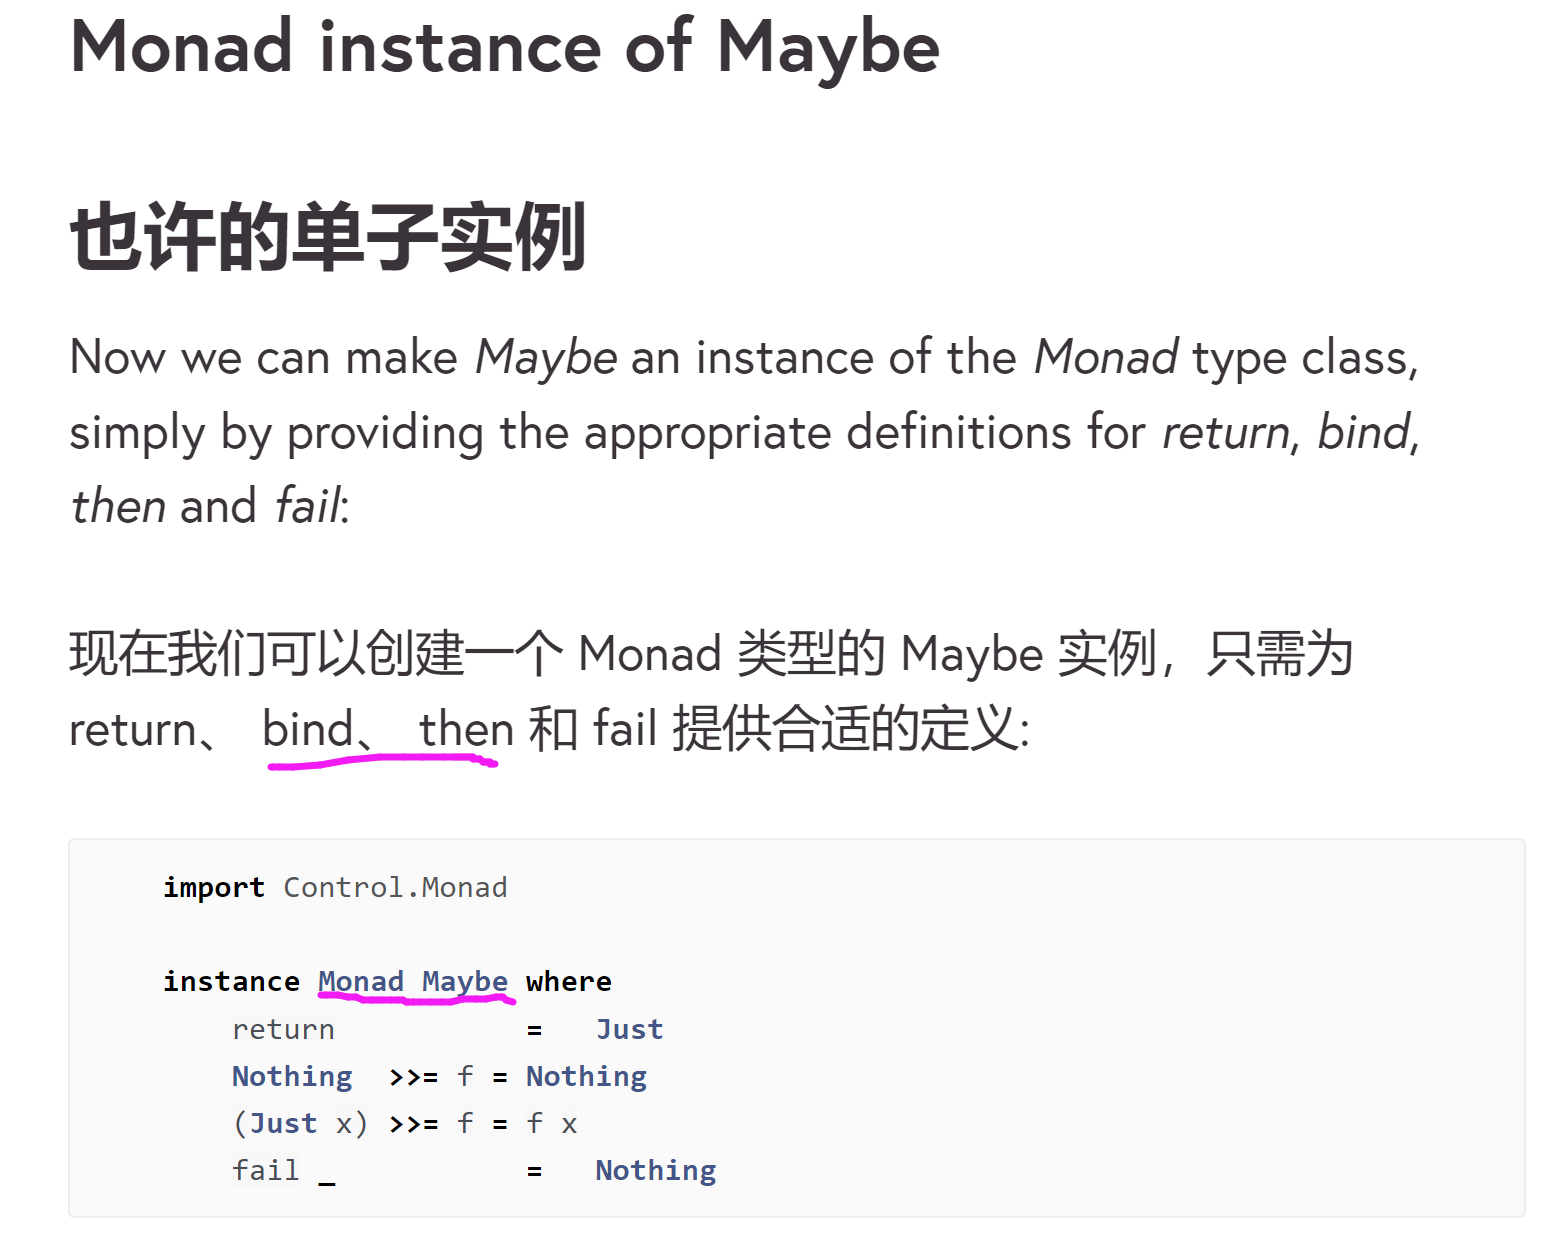 Monad instance of Maybe
也许的单子实例
Now we can make Maybe an instance of the Monad type class,
simply by providing the appropriate definitions for return, bind,
then and fail:
现在我们可以创建一个 Monad 类型的 Maybe 实例，只需为
return、 bind、 then 和 fail 提供合适的定义:
import Control.Monad
instance Monad Maybe where
return = Just
Nothing >>= f = Nothing
(Just x) >>= f = f x
fail _ = Nothing